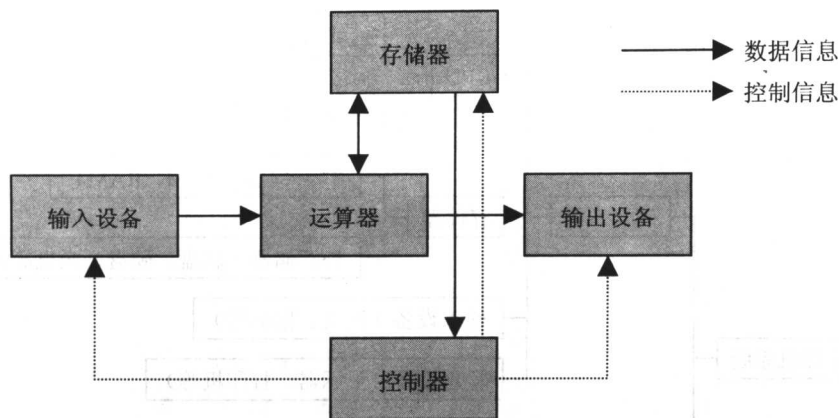 存储器
数据信息
控制信息
输入设备
运算器
输出设备
控制器